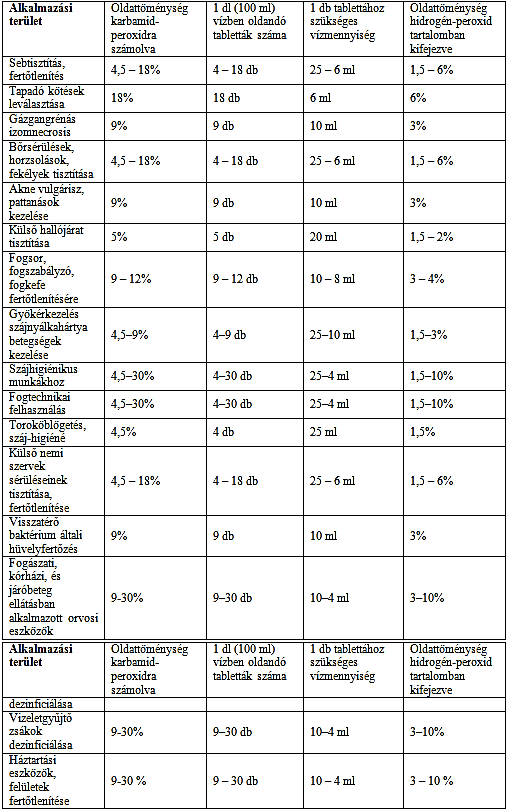 Alkalmazási terület | Oldattöménység karbamid-peroxidra számolva | 1 dl (100 ml) vízben oldandó tabletták száma | 1 db tablettához szükséges vízmennyiség | Oldattöménység hidrogén-peroxid tartalomban kifejezve
Sebtisztítás, fertőtlenítés | 4,5 – 18% | 4 – 18 db | 25 – 6 ml | 1,5 – 6%
Tapadó kötések leválasztása | 18% | 18 db | 6 ml | 6%
Gázgangrénás izomnecrosis | 9% | 9 db | 10 ml | 3%
Bőrsérülések, horzsolások, fekélyek tisztítása | 4,5 – 18% | 4 – 18 db | 25 – 6 ml | 1,5 – 6%
Akne vulgárisz, pattanások kezelése | 9% | 9 db | 10 ml | 3%
Külső hallójárat tisztítása | 5% | 5 db | 20 ml | 1,5 – 2%
Fogsor, fogszabályzó, fogkefe fertőtlenítésére | 9 – 12% | 9 – 12 db | 10 – 8 ml | 3 – 4%
Gyökérkezelés szájnyálkahártya betegségek kezelése | 4,5–9% | 4–9 db | 25–10 ml | 1,5–3%
Szájhigiénikus munkákhoz | 4,5–30% | 4–30 db | 25–4 ml | 1,5–10%
Fogtechnikai felhasználás | 4,5–30% | 4–30 db | 25–4 ml | 1,5–10%
Toroköblögetés, száj-higiéné | 4,5% | 4 db | 25 ml | 1,5%
Külső nemi szervek sérüléseinek tisztítása, fertőtlenítése | 4,5 – 18% | 4 – 18 db | 25 – 6 ml | 1,5 – 6%
Visszatérő baktérium általi hüvelyfertőzés | 9% | 9 db | 10 ml | 3%
Fogászati, kórházi, és járóbeteg ellátásban alkalmazott orvosi eszközök | 9-30% | 9–30 db | 10–4 ml | 3–10%
Alkalmazási terület | Oldattöménység karbamid-peroxidra számolva | 1 dl (100 ml) vízben oldandó tabletták száma | 1 db tablettához szükséges vízmennyiség | Oldattöménység hidrogén-peroxid tartalomban kifejezve
dezinficiálása
Vizeletgyűjtő zsákok dezinficiálása | 9-30% | 9–30 db | 10–4 ml | 3–10%
Háztartási eszközök, felületek fertőtlenítése | 9-30 % | 9 – 30 db | 10 – 4 ml | 3 – 10 %